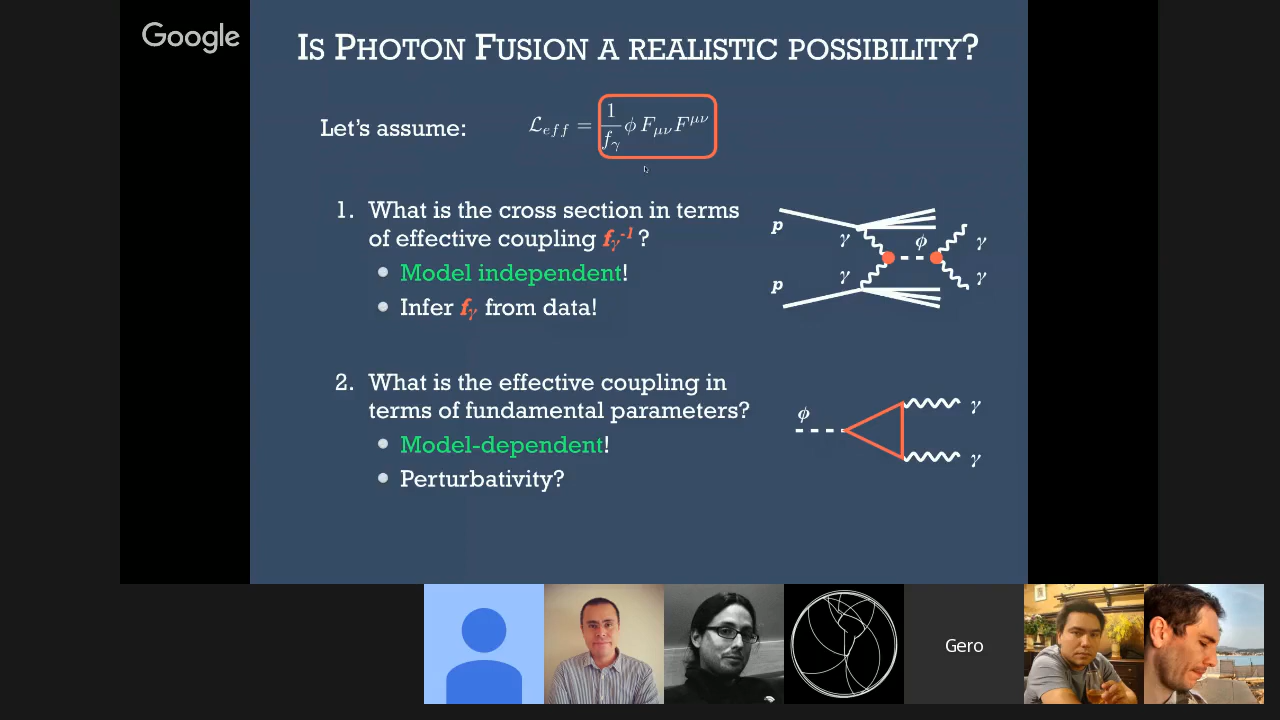 Google
Is Photon Fusion a realistic possibility?
Let's assume:
ℒ_eff = 1/f_γ ϕ F_μν F^μν
1. What is the cross section in terms
of effective coupling f_γ^-1 ?
• Model independent!
• Infer f_γ from data!
p
γ
ϕ
γ
γ
γ
p
2. What is the effective coupling in
terms of fundamental parameters?
• Model-dependent!
• Perturbativity?
ϕ
γ
γ
Gero